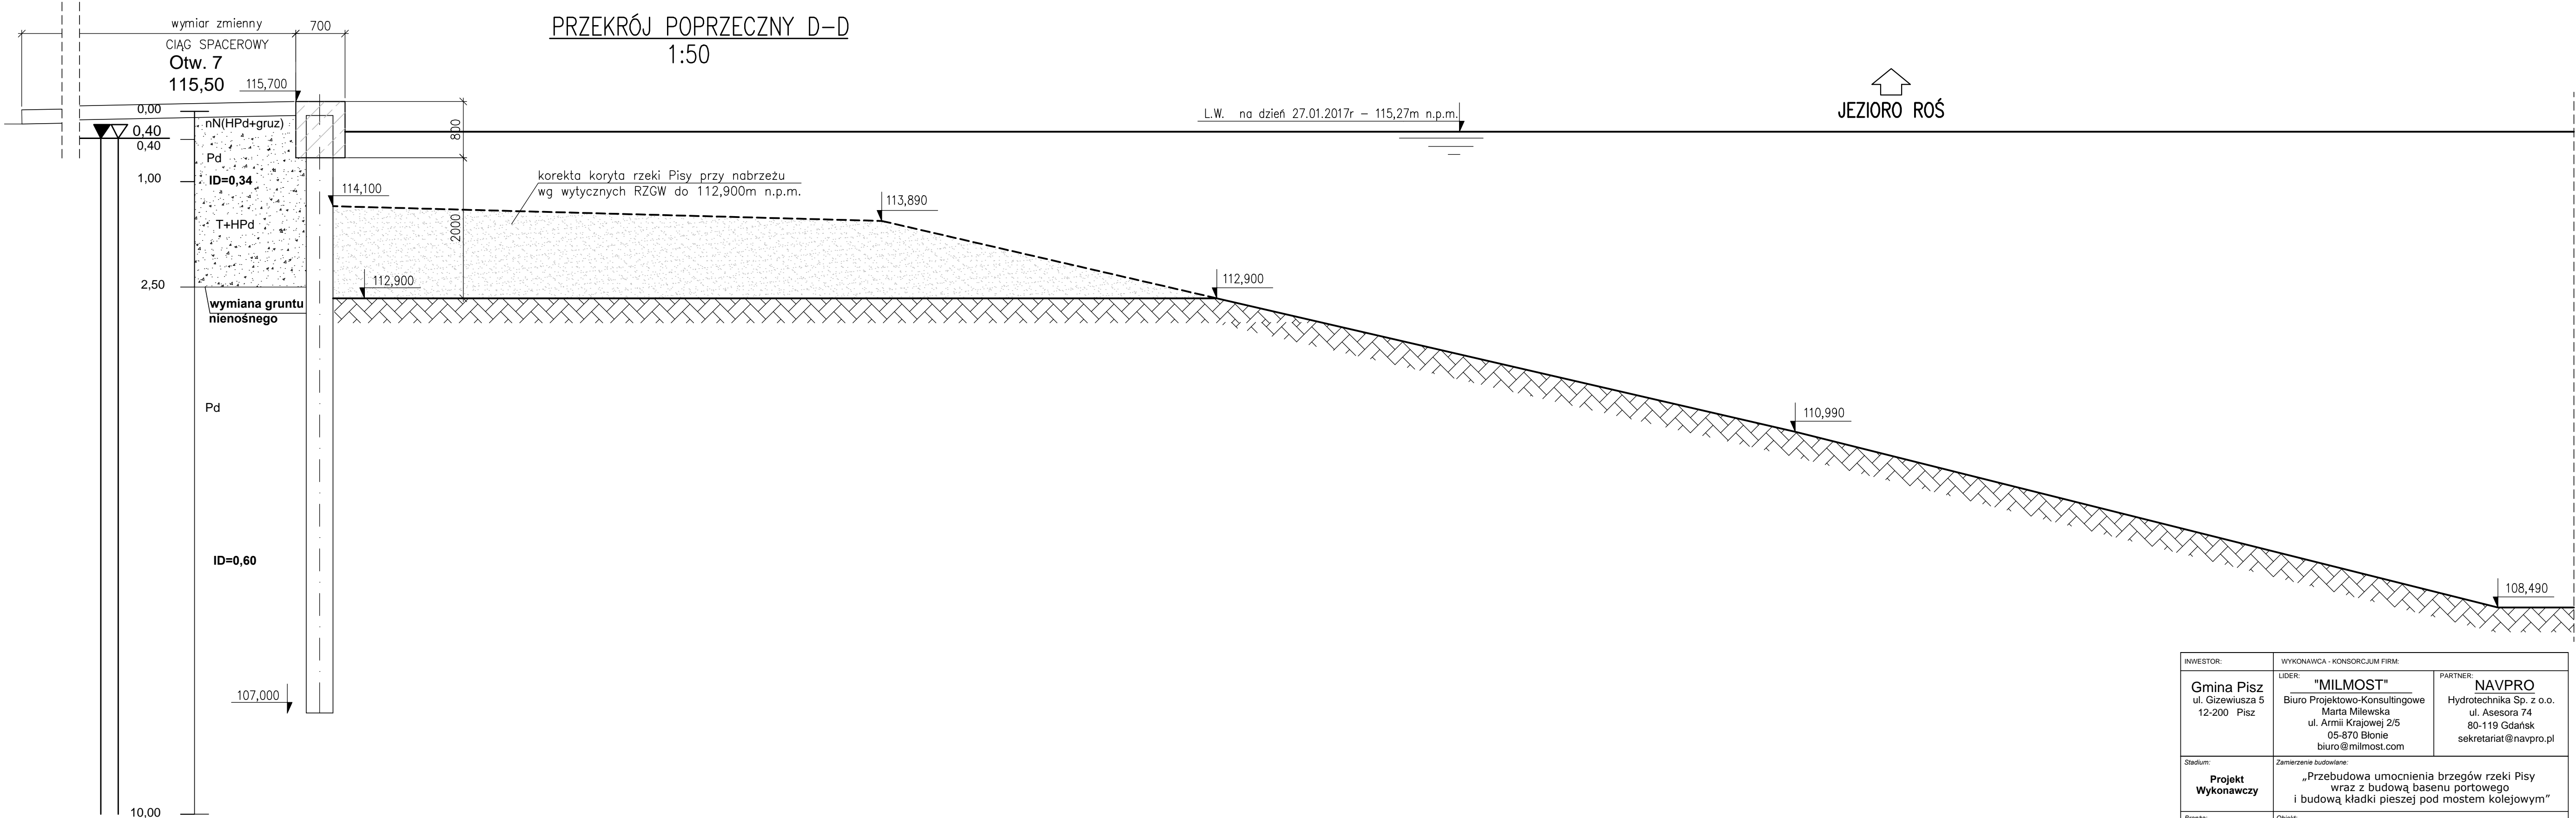 PRZEKRÓJ POPRZECZNY D-D
1:50
wymiar zmienny
700
CIĄG SPACEROWY
Otw. 7
115,50
115,700
0,00
0,40
0,40
1,00
2,50
10,00
nN(HPd+gruz)
Pd
ID=0,34
T+HPd
wymiana gruntu
nienośnego
Pd
ID=0,60
107,000
800
2000
114,100
korekta koryta rzeki Pisy przy nabrzeżu
wg wytycznych RZGW do 112,900m n.p.m.
113,890
112,900
112,900
L.W. na dzień 27.01.2017r - 115,27m n.p.m.
JEZIORO ROŚ
110,990
108,490
INWESTOR:
WYKONAWCA - KONSORCJUM FIRM:
Gmina Pisz
ul. Gizewiusza 5
12-200 Pisz
LIDER:
"MILMOST"
Biuro Projektowo-Konsultingowe
Marta Milewska
ul. Armii Krajowej 2/5
05-870 Błonie
biuro@milmost.com
PARTNER:
NAVPRO
Hydrotechnika Sp. z o.o.
ul. Asesora 74
80-119 Gdańsk
sekretariat@navpro.pl
Stadium:
Projekt
Wykonawczy
Zamierzenie budowlane:
„Przebudowa umocnienia brzegów rzeki Pisy
wraz z budową basenu portowego
i budową kładki pieszej pod mostem kolejowym”